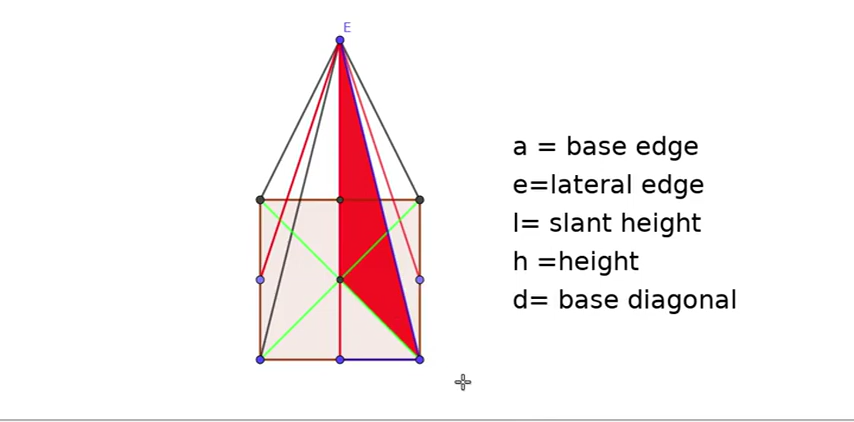 E
a = base edge
e=lateral edge
l= slant height
h =height
d= base diagonal